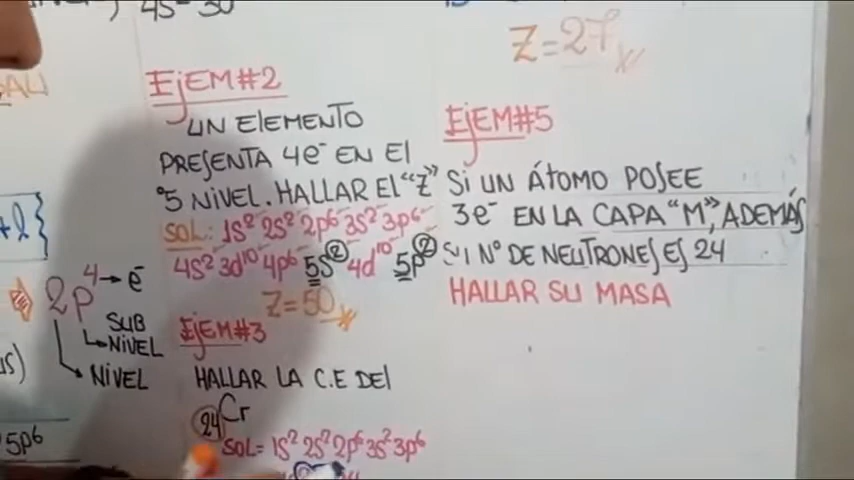 4S² 3D
Z=27
EJEM#2
UN ELEMENTO
PRESENTA 4e⁻ EN El
5 NIVEL. HALLAR El "Z"
SOL: 1S² 2S² 2p⁶ 3S² 3p⁶
4S² 3d¹⁰ 4p⁶ 5S② 4d¹⁰ 5p②
Z=50
EJEM#3
HALLAR LA C.E DEl
24 Cr
SOL= 1S² 2S² 2p⁶ 3S² 3p⁶
EJEM#5
SI UN ÁTOMO POSEE
3e⁻ EN LA CAPA "M", ADEMÁS
SU N° DE NEUTRONES ES 24
HALLAR SU MASA
+l}
2p⁴→e⁻
SUB
NIVEL
NIVEL
5p⁶